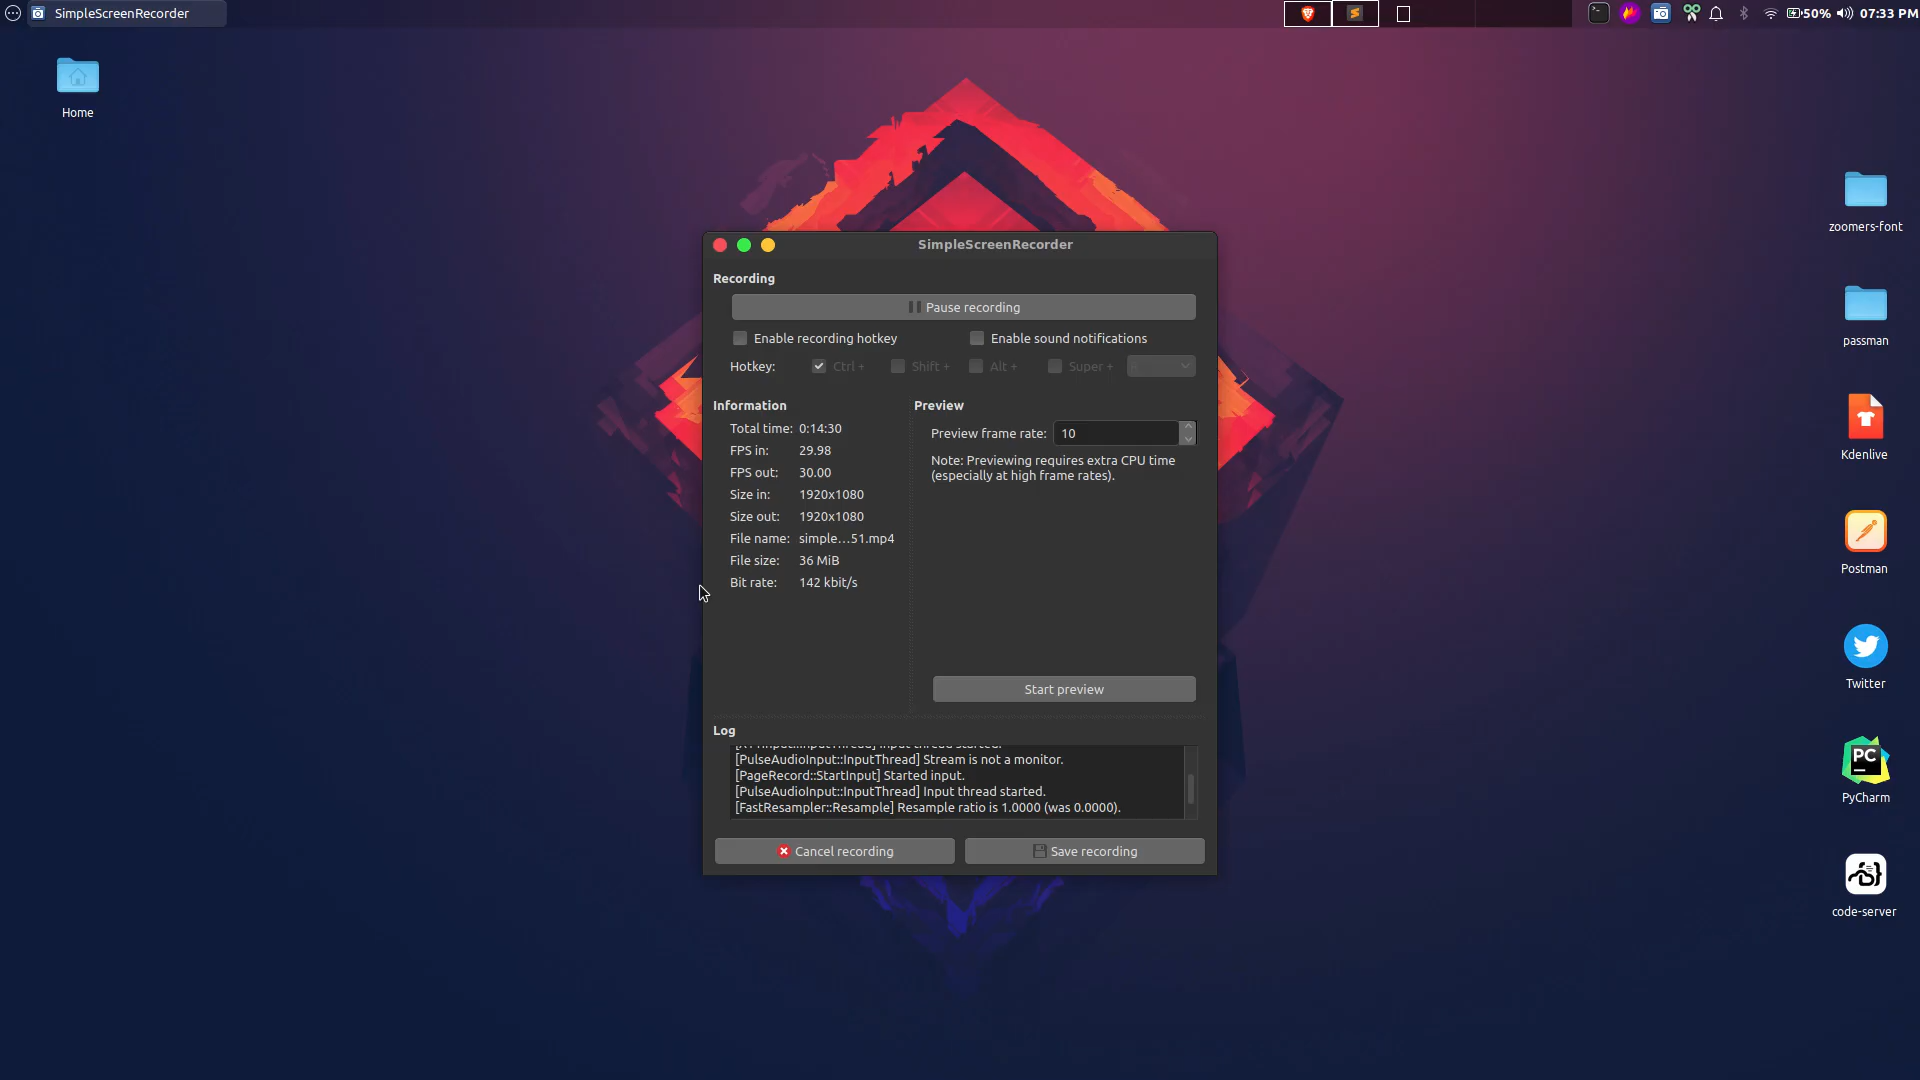 SimpleScreenRecorder
50%
07:33 PM
Home
zoomers-font
passman
Kdenlive
Postman
Twitter
PC
PyCharm
code-server
SimpleScreenRecorder
Recording
Pause recording
Enable recording hotkey
Enable sound notifications
Hotkey: Ctrl + Shift + Alt + Super +
Information
Total time: 0:14:30
FPS in: 29.98
FPS out: 30.00
Size in: 1920x1080
Size out: 1920x1080
File name: simple...51.mp4
File size: 36 MiB
Bit rate: 142 kbit/s
Preview
Preview frame rate: 10
Note: Previewing requires extra CPU time
(especially at high frame rates).
Start preview
Log
[PulseAudioInput::InputThread] Stream is not a monitor.
[PageRecord::StartInput] Started input.
[PulseAudioInput::InputThread] Input thread started.
[FastResampler::Resample] Resample ratio is 1.0000 (was 0.0000).
Cancel recording
Save recording